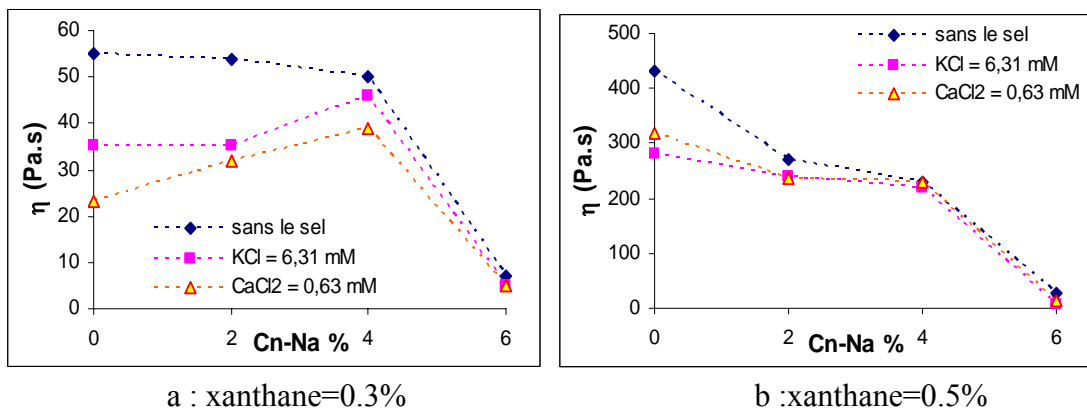 60
50
40
30
20
10
0
η (Pa.s)
sans le sel
KCl = 6,31 mM
CaCl2 = 0,63 mM
0 2 4 6
Cn-Na %
a : xanthane=0.3%
500
400
300
200
100
0
η (Pa.s)
sans le sel
KCl = 6,31 mM
CaCl2 = 0,63 mM
0 2 4 6
Cn-Na %
b :xanthane=0.5%